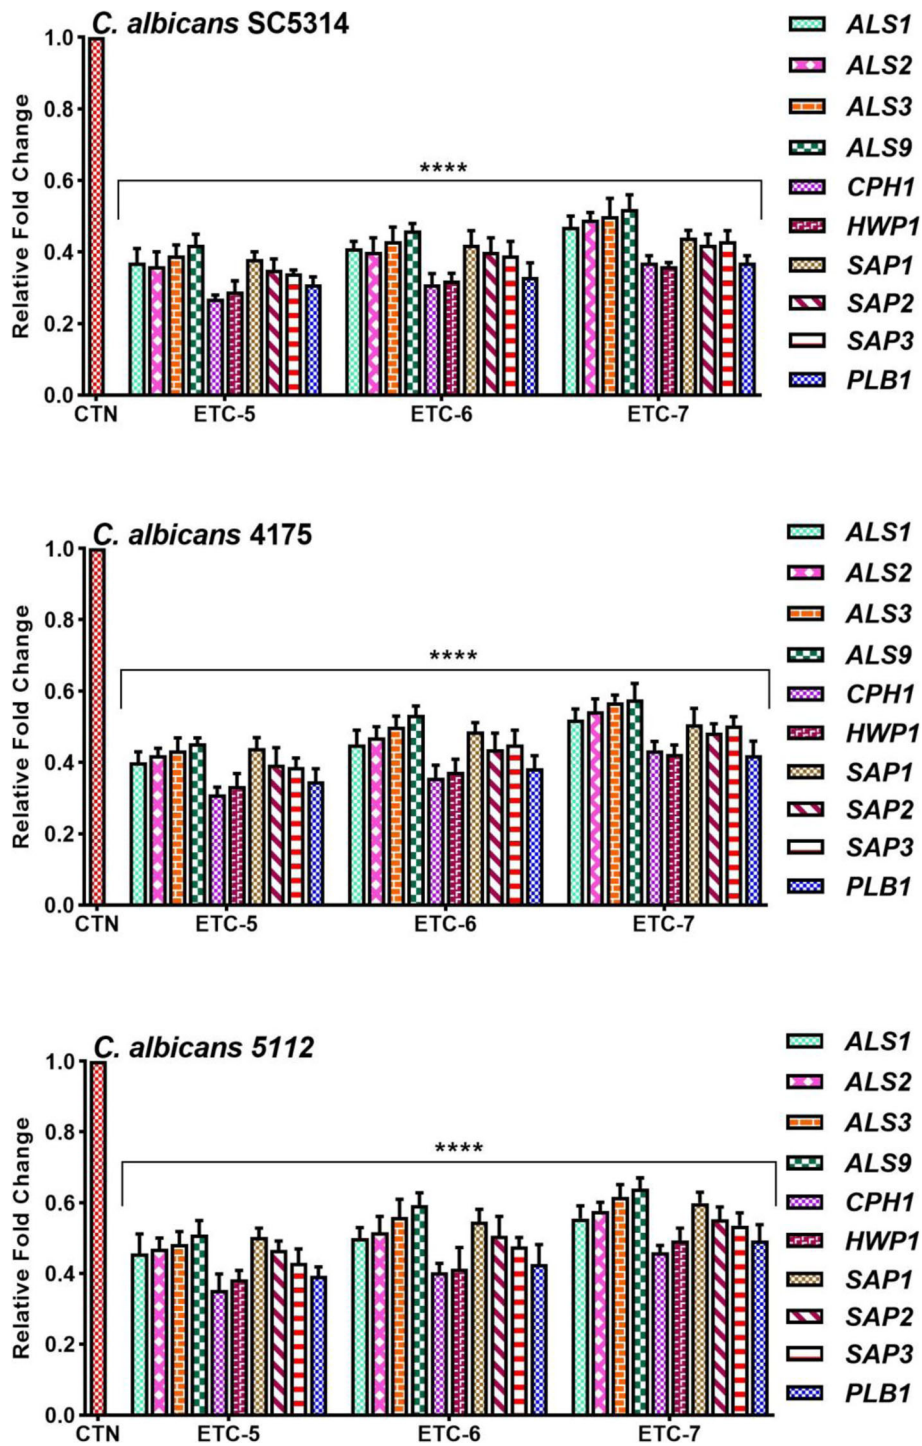 C. albicans SC5314
Relative Fold Change
1.0
0.8
0.6
0.4
0.2
0.0
****
CTN ETC-5 ETC-6 ETC-7
ALS1
ALS2
ALS3
ALS9
CPH1
HWP1
SAP1
SAP2
SAP3
PLB1
C. albicans 4175
Relative Fold Change
1.0
0.8
0.6
0.4
0.2
0.0
****
CTN ETC-5 ETC-6 ETC-7
ALS1
ALS2
ALS3
ALS9
CPH1
HWP1
SAP1
SAP2
SAP3
PLB1
C. albicans 5112
Relative Fold Change
1.0
0.8
0.6
0.4
0.2
0.0
****
CTN ETC-5 ETC-6 ETC-7
ALS1
ALS2
ALS3
ALS9
CPH1
HWP1
SAP1
SAP2
SAP3
PLB1